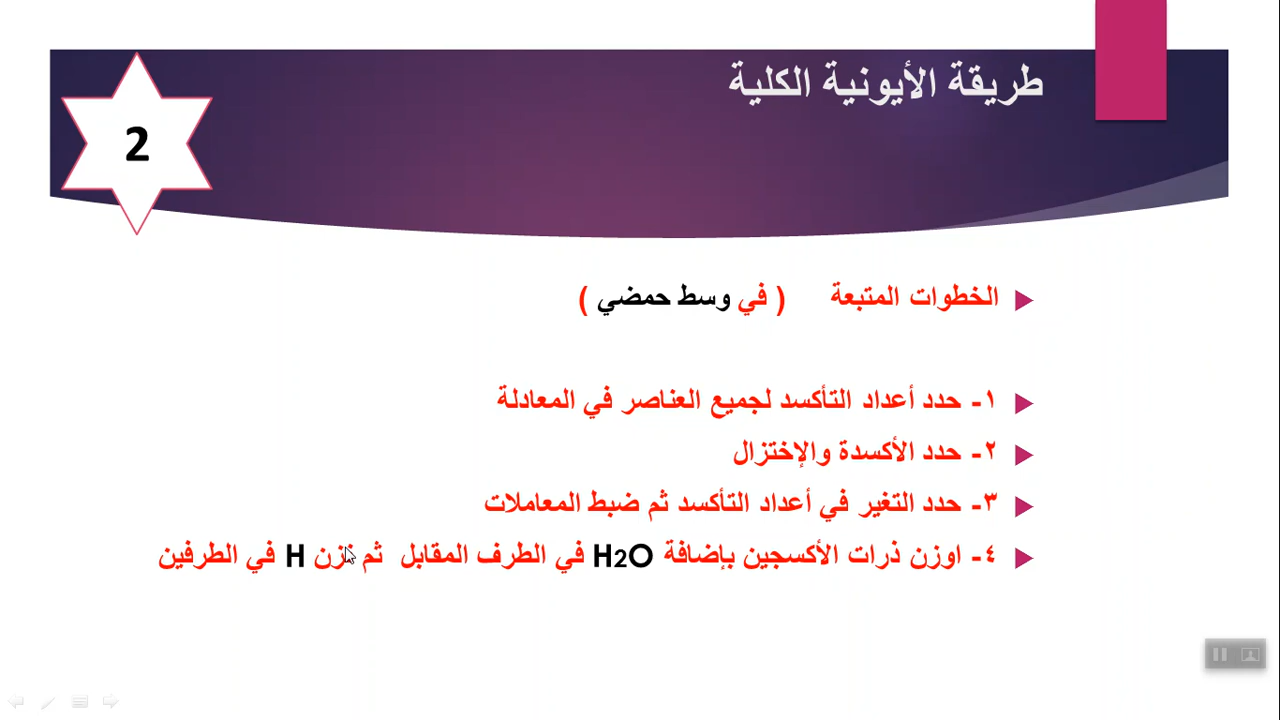 طريقة الأيونية الكلية
2
الخطوات المتبعة ( في وسط حمضي )
١- حدد أعداد التأكسد لجميع العناصر في المعادلة
٢- حدد الأكسدة والإختزال
٣- حدد التغير في أعداد التأكسد ثم ضبط المعاملات
٤- اوزن ذرات الأكسجين بإضافة H2O في الطرف المقابل ثم نزن H في الطرفين